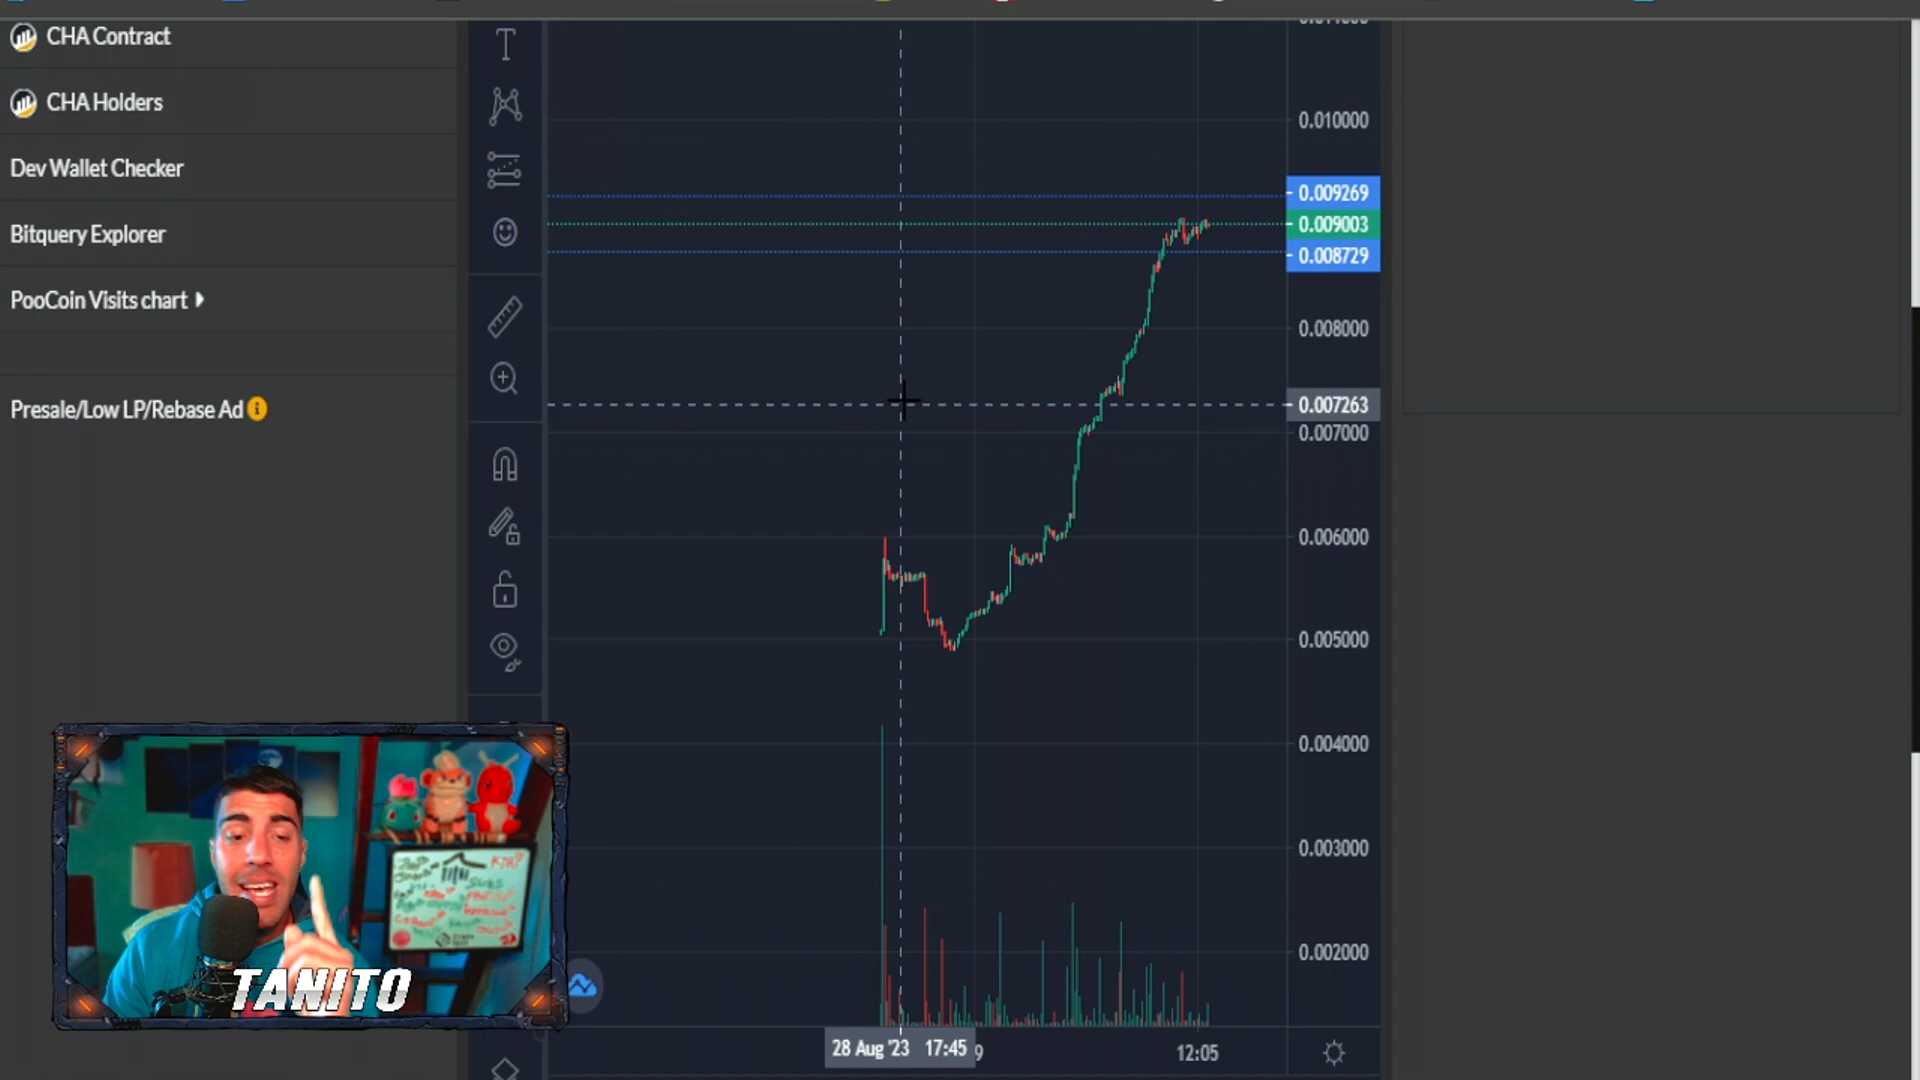 CHA Contract
CHA Holders
Dev Wallet Checker
Bitquery Explorer
PooCoin Visits chart
Presale/Low LP/Rebase Ad
T
0.010000
0.009269
0.009003
0.008729
0.008000
0.007263
0.007000
0.006000
0.005000
0.004000
0.003000
0.002000
28 Aug '23 17:45
9
12:05
TANITO